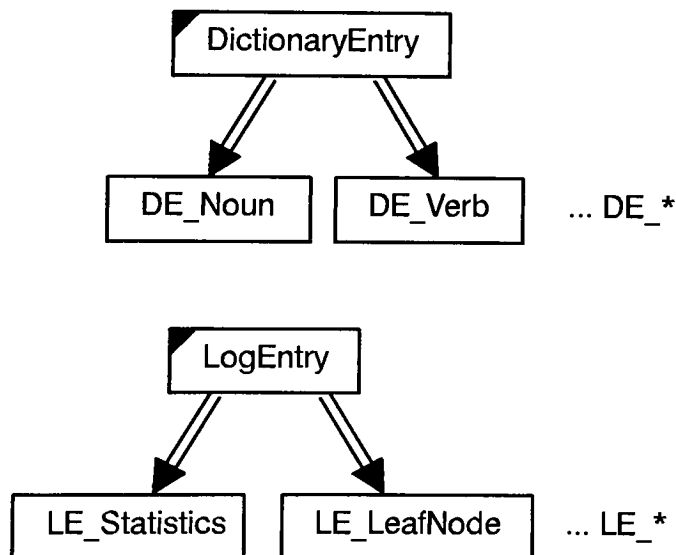 DictionaryEntry
DE_Noun DE_Verb ... DE_*
LogEntry
LE_Statistics LE_LeafNode ... LE_*